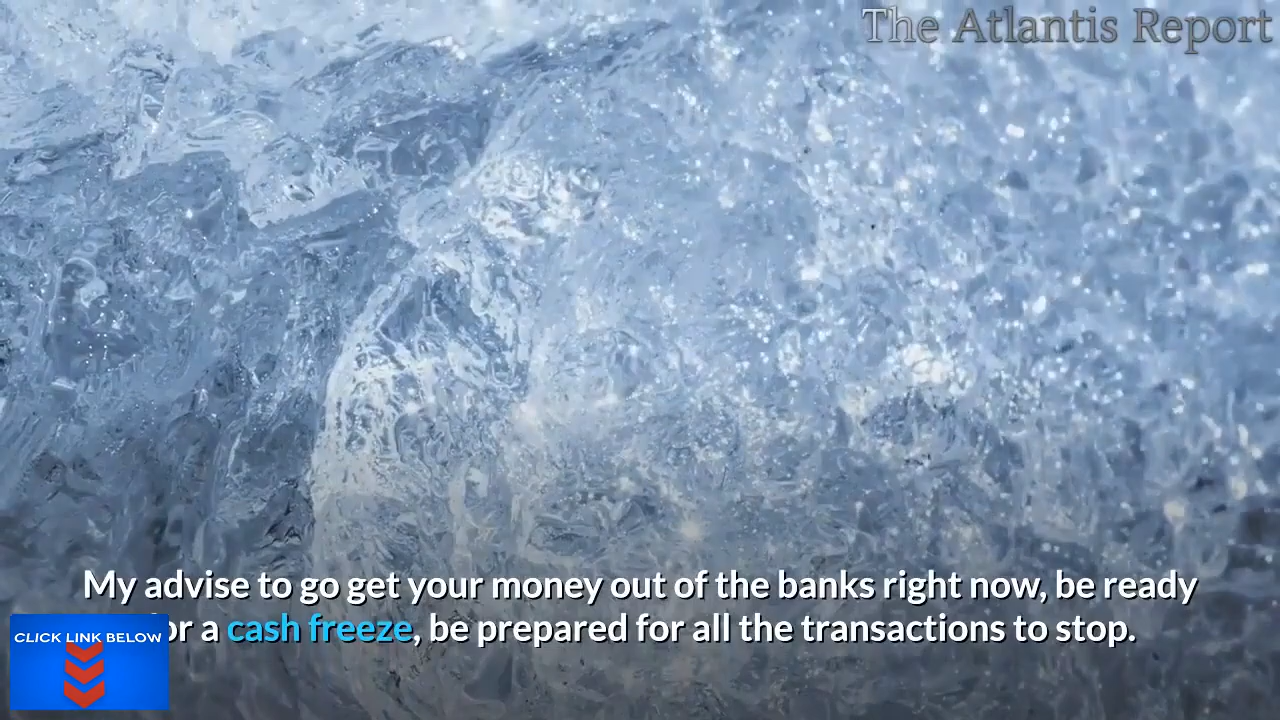 The Atlantis Report
My advise to go get your money out of the banks right now, be ready
or a cash freeze, be prepared for all the transactions to stop.
CLICK LINK BELOW